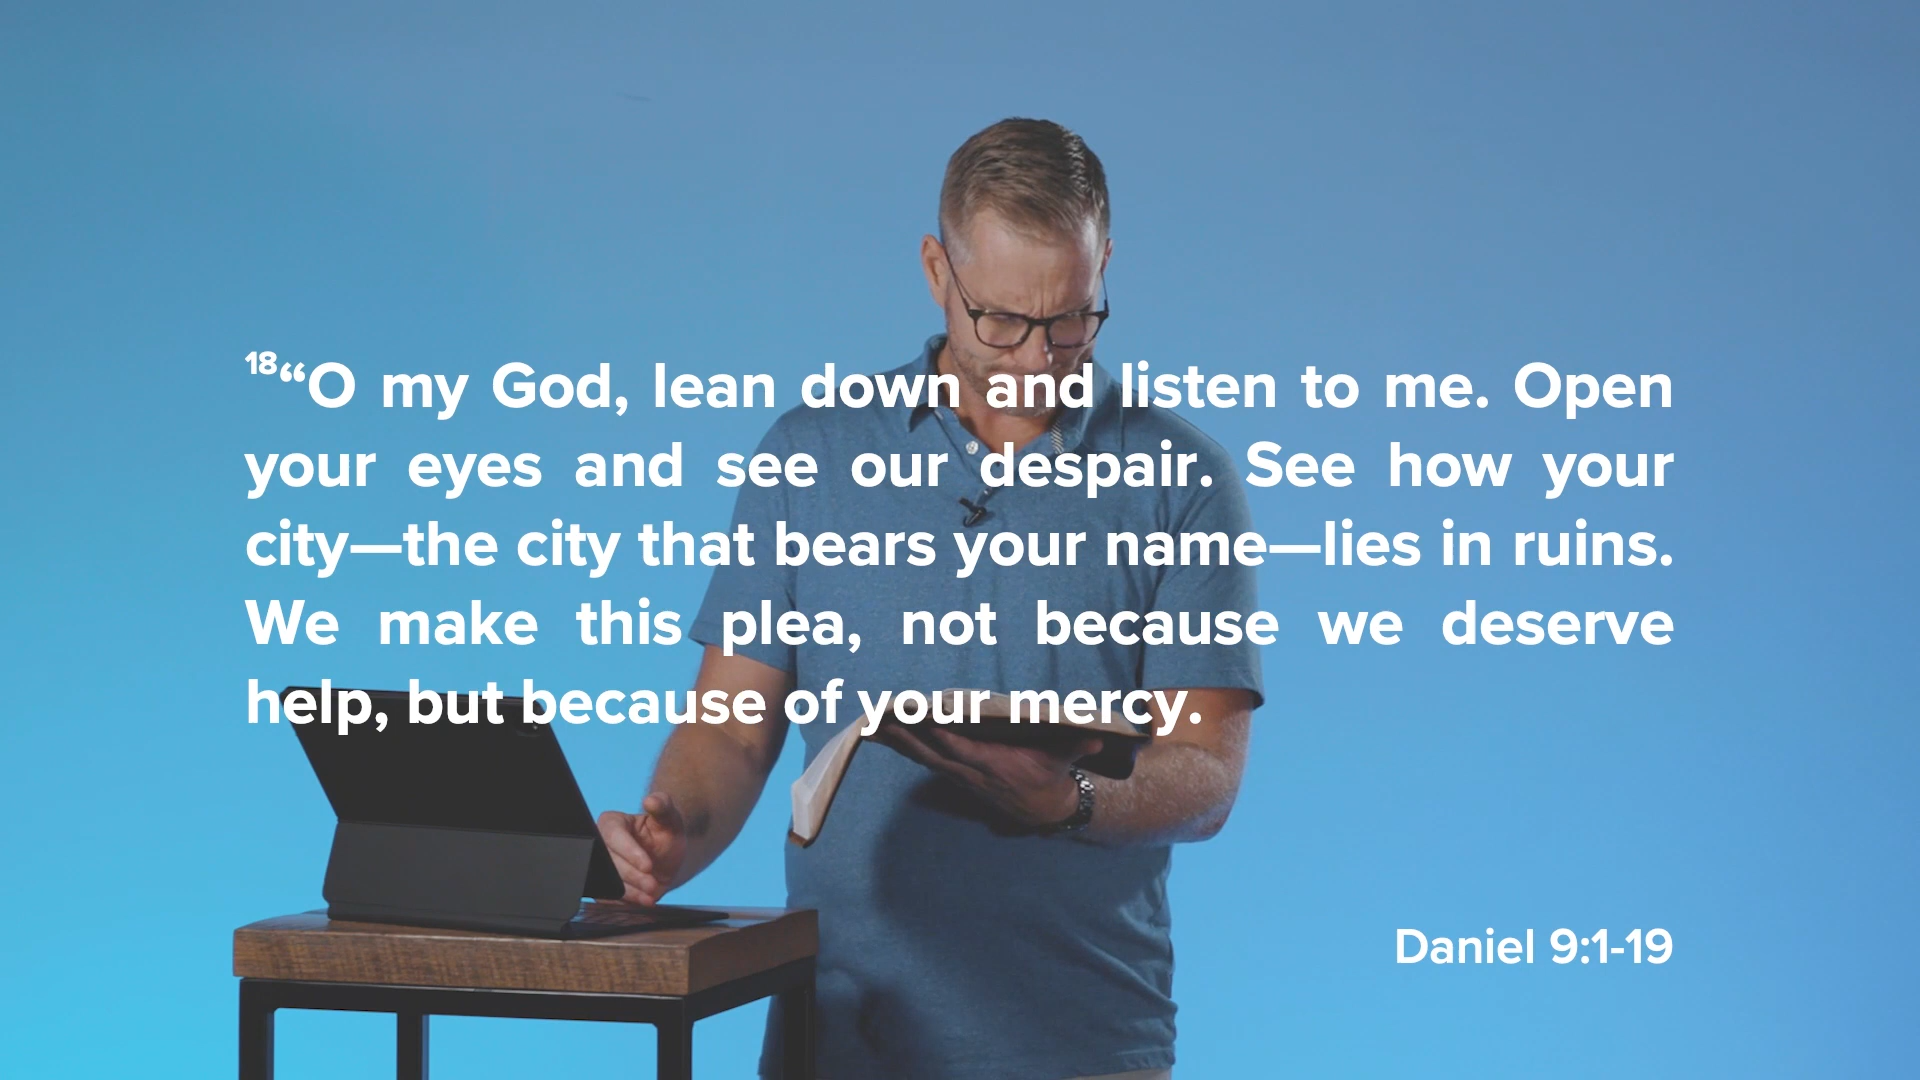 18“O my God, lean down and listen to me. Open
your eyes and see our despair. See how your
city—the city that bears your name—lies in ruins.
We make this plea, not because we deserve
help, but because of your mercy.
Daniel 9:1-19